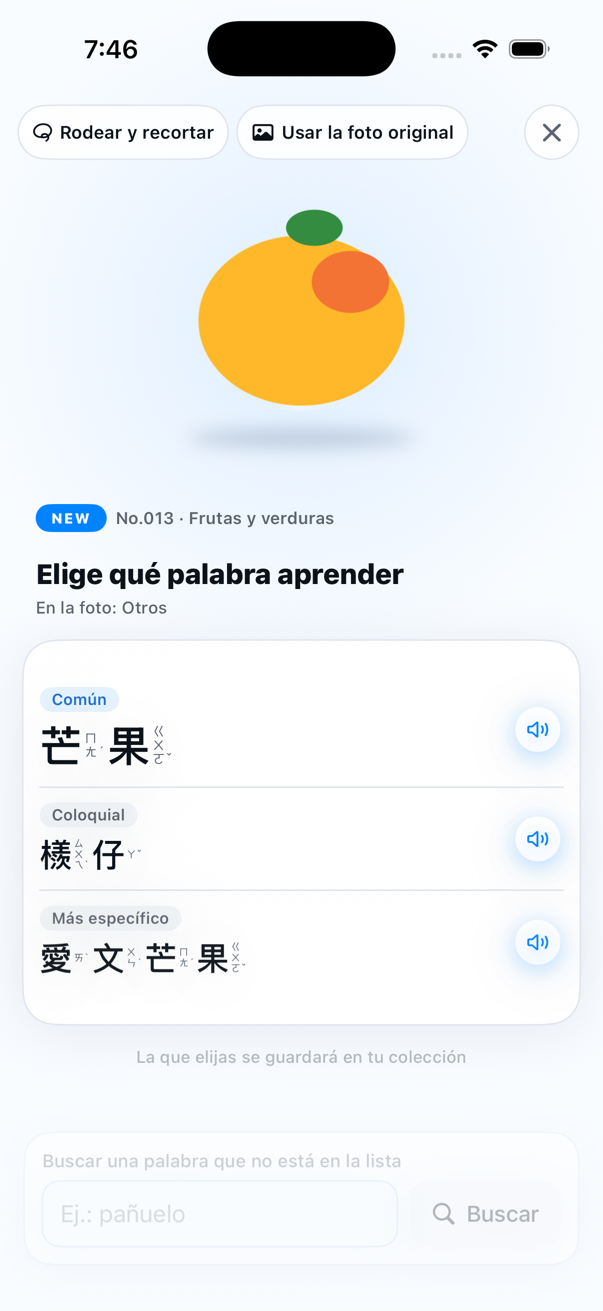 7:46
Rodear y recortar
Usar la foto original
NEW No.013 · Frutas y verduras
Elige qué palabra aprender
En la foto: Otros
Común
芒ㄇㄤˊ果ㄍㄨㄛˇ
Coloquial
檨ㄙㄨㄟˋ仔ㄚˇ
Más específico
愛ㄞˋ文ㄨㄣˊ芒ㄇㄤˊ果ㄍㄨㄛˇ
La que elijas se guardará en tu colección
Buscar una palabra que no está en la lista
Ej.: pañuelo
Buscar